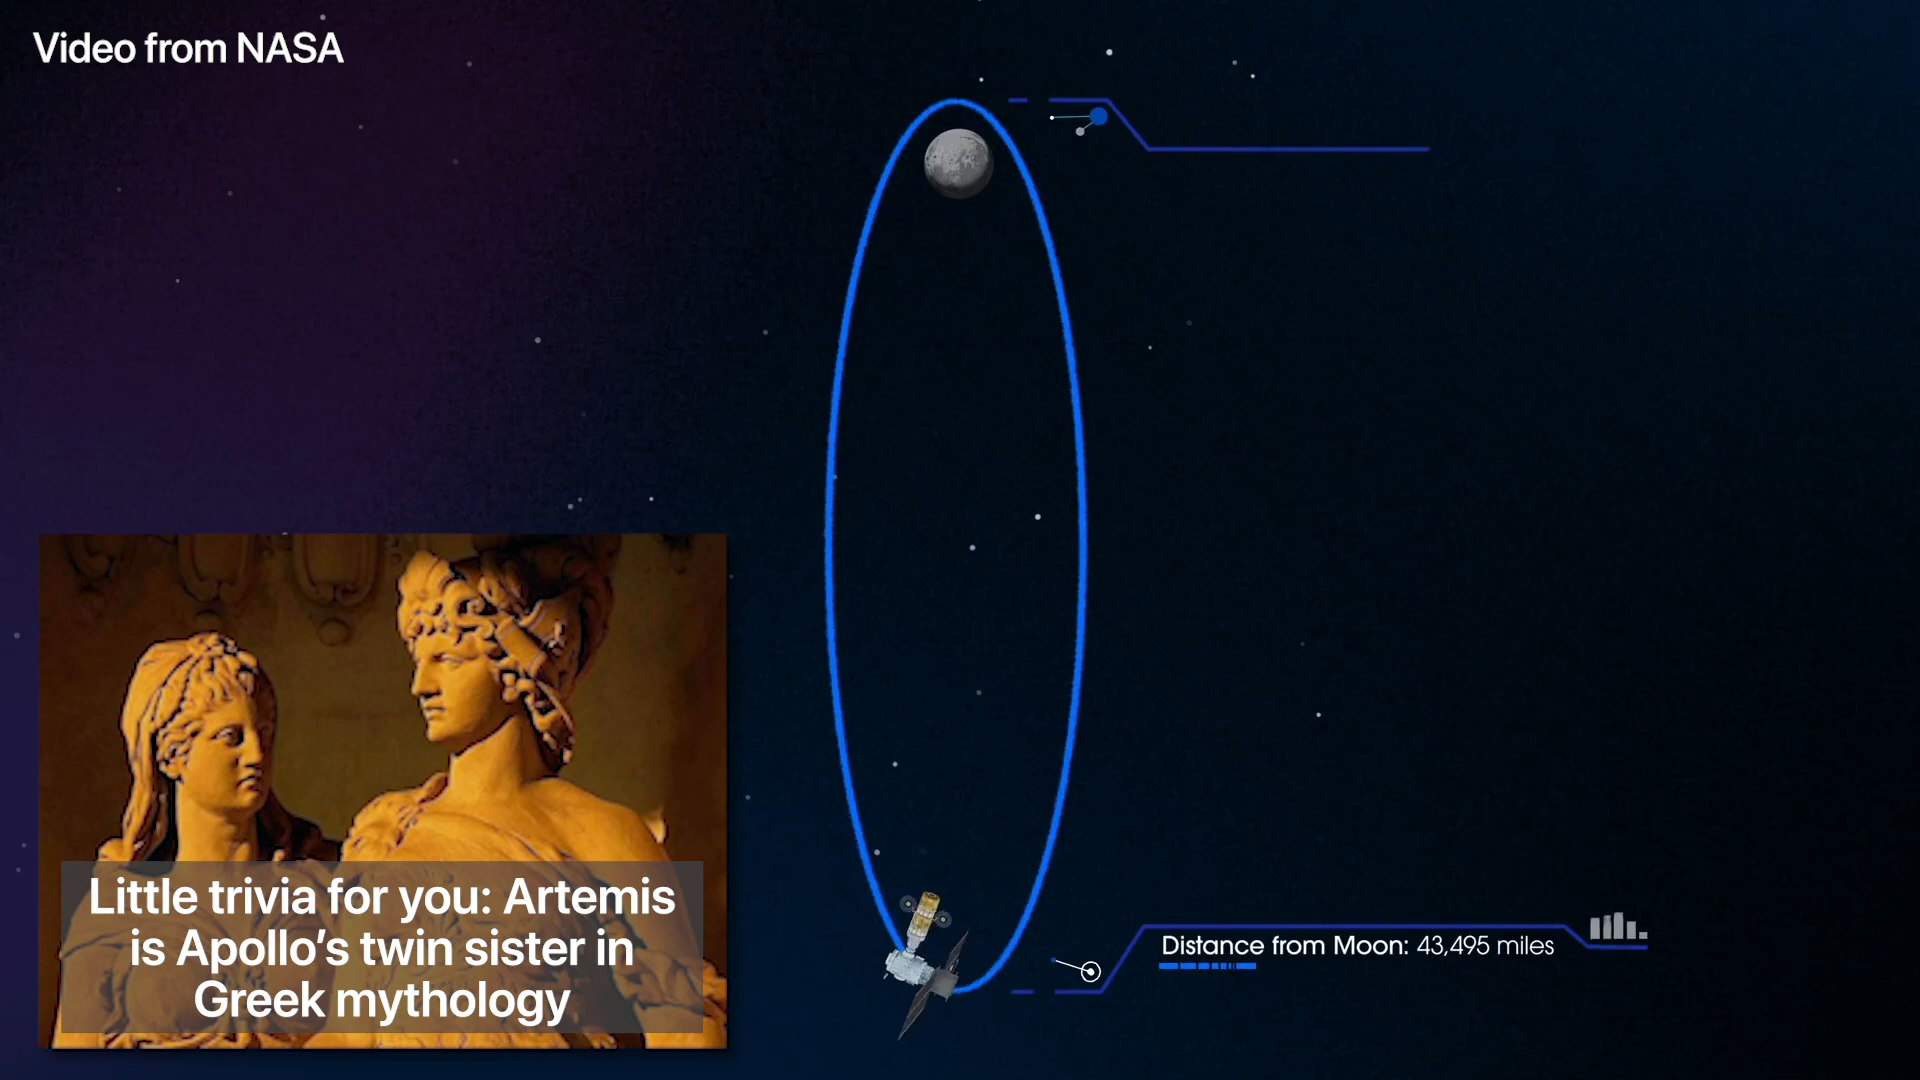 Video from NASA
Distance from Moon: 43,495 miles
Little trivia for you: Artemis
is Apollo’s twin sister in
Greek mythology